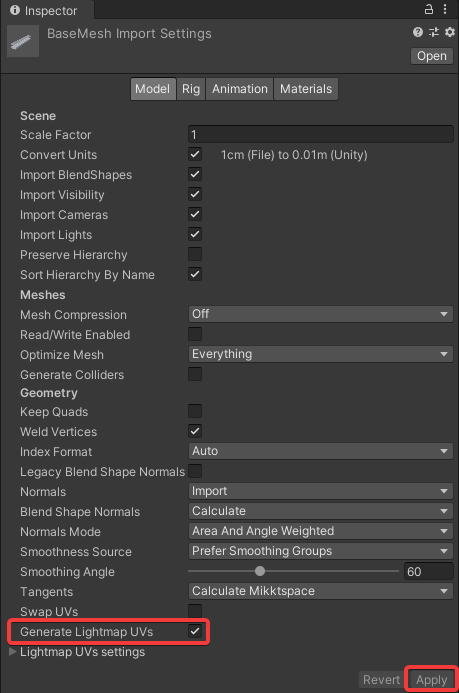 Inspector
BaseMesh Import Settings
Open
Model Rig Animation Materials
Scene
Scale Factor 1
Convert Units 1cm (File) to 0.01m (Unity)
Import BlendShapes
Import Visibility
Import Cameras
Import Lights
Preserve Hierarchy
Sort Hierarchy By Name
Meshes
Mesh Compression Off
Read/Write Enabled
Optimize Mesh Everything
Generate Colliders
Geometry
Keep Quads
Weld Vertices
Index Format Auto
Legacy Blend Shape Normals
Normals Import
Blend Shape Normals Calculate
Normals Mode Area And Angle Weighted
Smoothness Source Prefer Smoothing Groups
Smoothing Angle 60
Tangents Calculate Mikktspace
Swap UVs
Generate Lightmap UVs
Lightmap UVs settings
Revert Apply